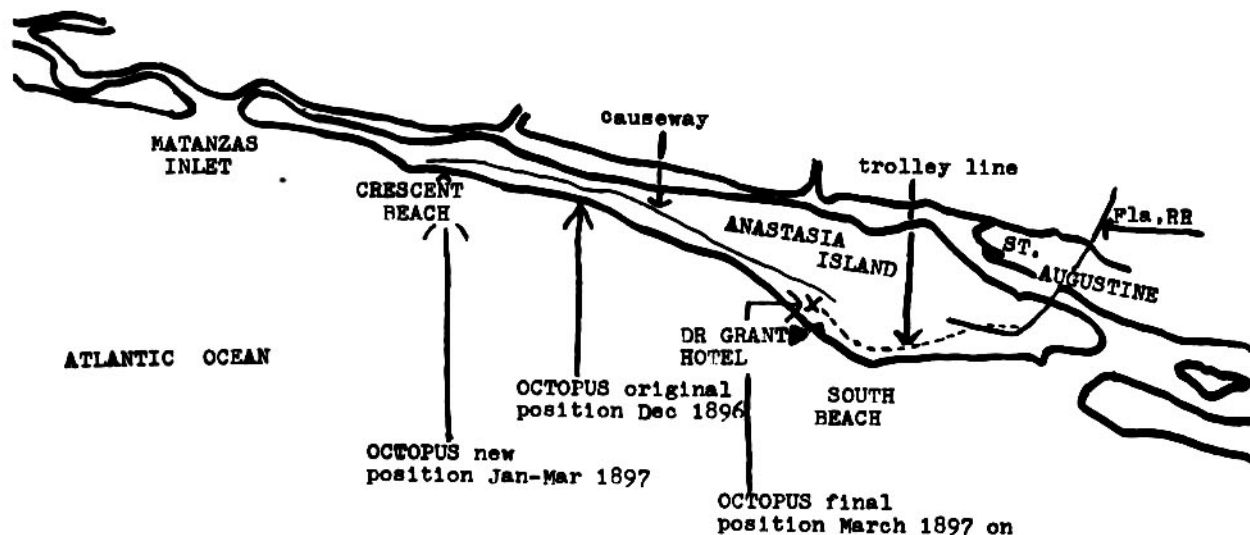 causeway
MATANZAS
INLET
trolley line
CRESCENT
BEACH
Fla.RR
ANASTASIA
ISLAND
ST.
AUGUSTINE
DR GRANT
HOTEL
ATLANTIC OCEAN
OCTOPUS original
position Dec 1896
SOUTH
BEACH
OCTOPUS new
position Jan-Mar 1897
OCTOPUS final
position March 1897 on